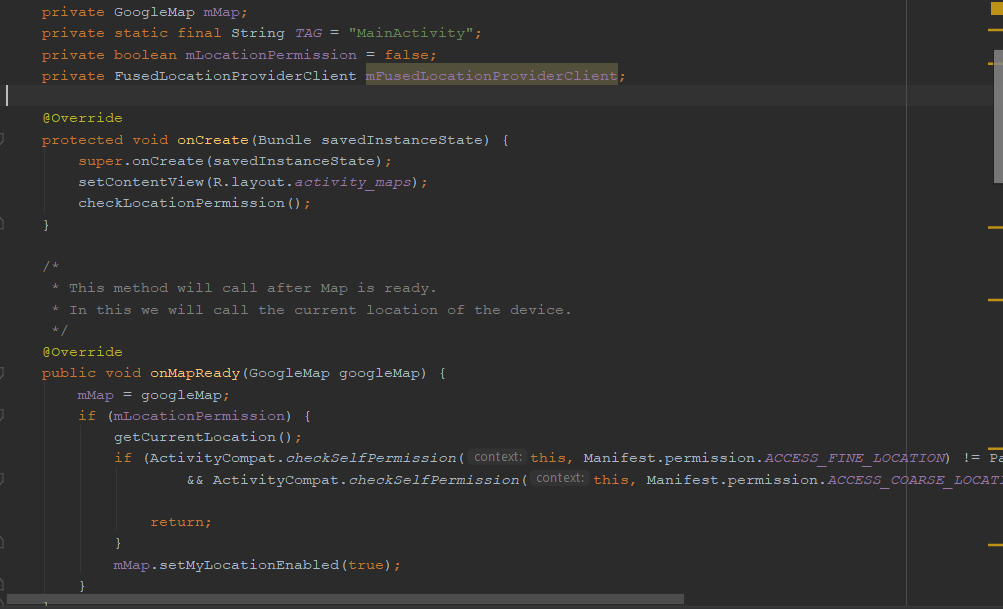 private GoogleMap mMap;
private static final String TAG = "MainActivity";
private boolean mLocationPermission = false;
private FusedLocationProviderClient mFusedLocationProviderClient;
@Override
protected void onCreate(Bundle savedInstanceState) {
super.onCreate(savedInstanceState);
setContentView(R.layout.activity_maps);
checkLocationPermission();
}
/*
* This method will call after Map is ready.
* In this we will call the current location of the device.
*/
@Override
public void onMapReady(GoogleMap googleMap) {
mMap = googleMap;
if (mLocationPermission) {
getCurrentLocation();
if (ActivityCompat.checkSelfPermission( context: this, Manifest.permission.ACCESS_FINE_LOCATION) != Pa
&& ActivityCompat.checkSelfPermission( context: this, Manifest.permission.ACCESS_COARSE_LOCATI
return;
}
mMap.setMyLocationEnabled(true);
}